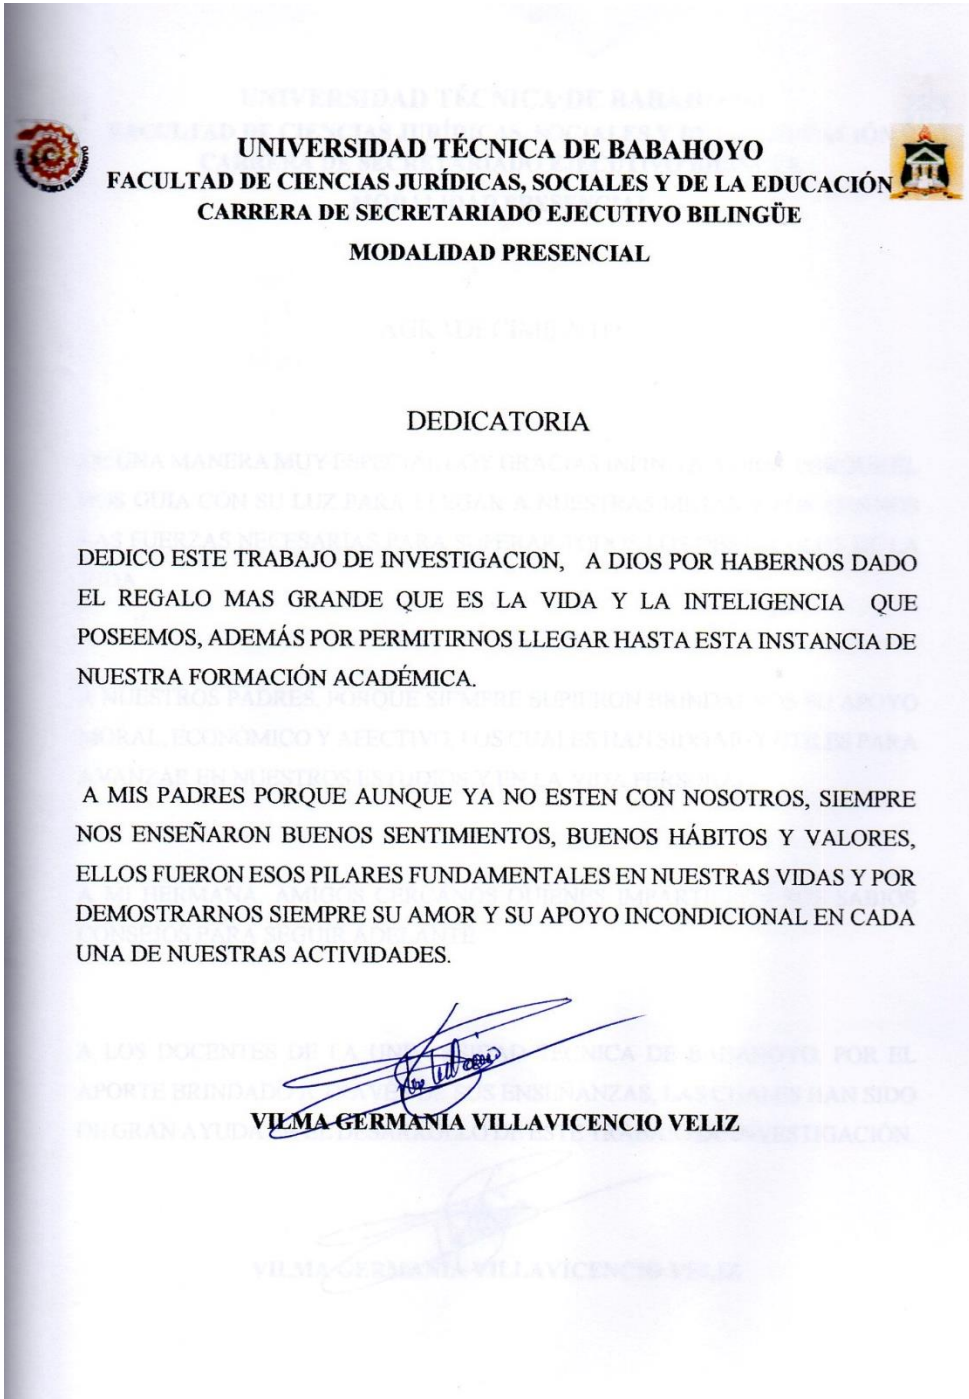 UNIVERSIDAD TÉCNICA DE BABAHOYO
FACULTAD DE CIENCIAS JURÍDICAS, SOCIALES Y DE LA EDUCACIÓN
CARRERA DE SECRETARIADO EJECUTIVO BILINGÜE
MODALIDAD PRESENCIAL
DEDICATORIA
DEDICO ESTE TRABAJO DE INVESTIGACION, A DIOS POR HABERNOS DADO
EL REGALO MAS GRANDE QUE ES LA VIDA Y LA INTELIGENCIA QUE
POSEEMOS, ADEMÁS POR PERMITIRNOS LLEGAR HASTA ESTA INSTANCIA DE
NUESTRA FORMACIÓN ACADÉMICA.
A MIS PADRES PORQUE AUNQUE YA NO ESTEN CON NOSOTROS, SIEMPRE
NOS ENSEÑARON BUENOS SENTIMIENTOS, BUENOS HÁBITOS Y VALORES,
ELLOS FUERON ESOS PILARES FUNDAMENTALES EN NUESTRAS VIDAS Y POR
DEMOSTRARNOS SIEMPRE SU AMOR Y SU APOYO INCONDICIONAL EN CADA
UNA DE NUESTRAS ACTIVIDADES.
VILMA GERMANIA VILLAVICENCIO VELIZ